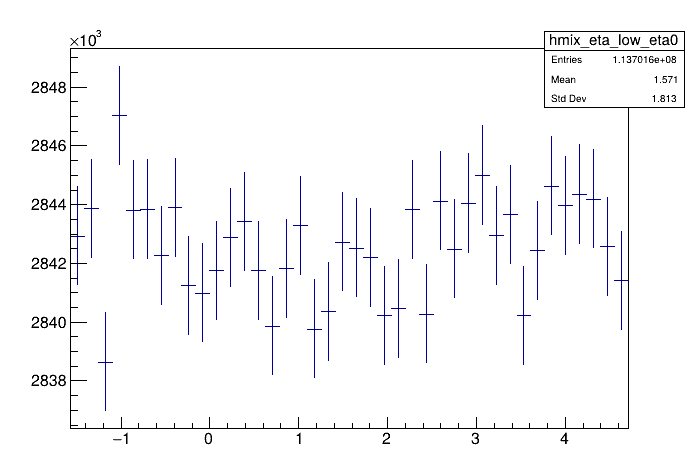 ×10³
hmix_eta_low_eta0
Entries 1.137016e+08
Mean 1.571
Std Dev 1.813
2848
2846
2844
2842
2840
2838
−1 0 1 2 3 4